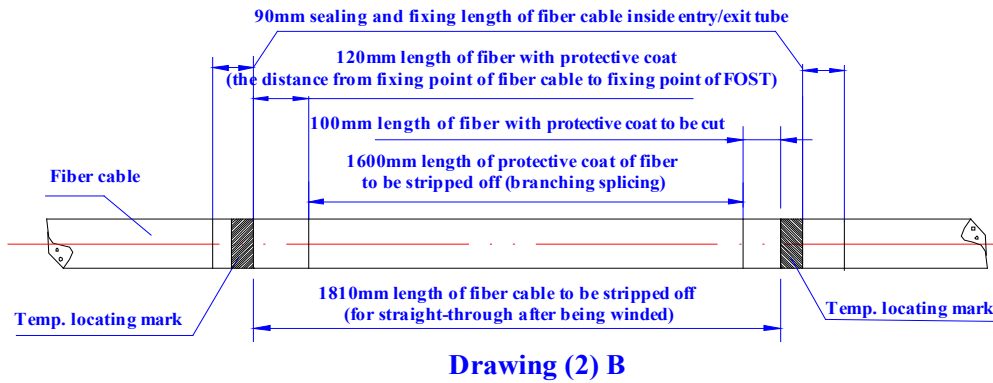 90mm sealing and fixing length of fiber cable inside entry/exit tube
120mm length of fiber with protective coat
(the distance from fixing point of fiber cable to fixing point of FOST)
100mm length of fiber with protective coat to be cut
1600mm length of protective coat of fiber
to be stripped off (branching splicing)
Fiber cable
1810mm length of fiber cable to be stripped off
(for straight-through after being winded)
Temp. locating mark
Temp. locating mark
Drawing (2) B